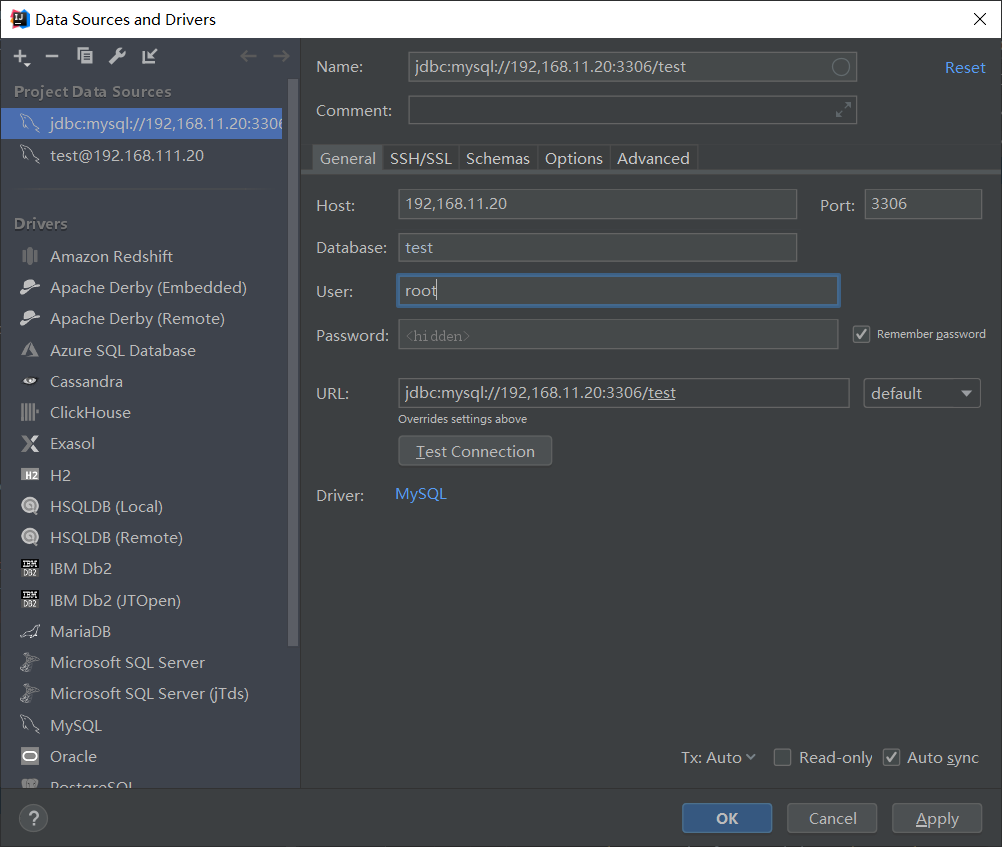 Data Sources and Drivers
Project Data Sources
jdbc:mysql://192,168.11.20:3306
test@192.168.111.20
Drivers
Amazon Redshift
Apache Derby (Embedded)
Apache Derby (Remote)
Azure SQL Database
Cassandra
ClickHouse
Exasol
H2 H2
HSQLDB (Local)
HSQLDB (Remote)
IBM DB2 IBM Db2
IBM DB2 IBM Db2 (JTOpen)
MariaDB
Microsoft SQL Server
Microsoft SQL Server (jTds)
MySQL
Oracle
PostgreSQL
Name: jdbc:mysql://192,168.11.20:3306/test Reset
Comment:
General SSH/SSL Schemas Options Advanced
Host: 192,168.11.20 Port: 3306
Database: test
User: root
Password: <hidden> Remember password
URL: jdbc:mysql://192,168.11.20:3306/test default
Overrides settings above
Test Connection
Driver: MySQL
Tx: Auto Read-only Auto sync
? OK Cancel Apply